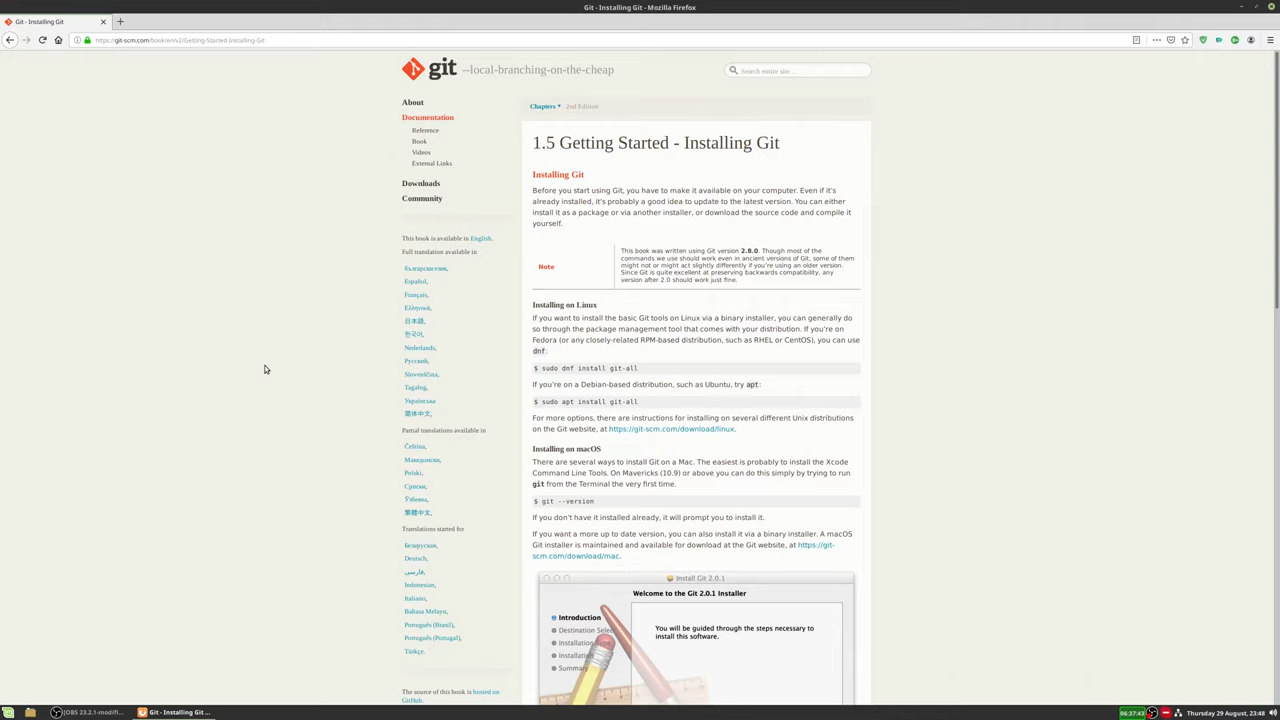 Git - Installing Git - Mozilla Firefox
Git - Installing Git
https://git-scm.com/book/en/v2/Getting-Started-Installing-Git
git --local-branching-on-the-cheap
Search entire site...
About
Documentation
Reference
Book
Videos
External Links
Downloads
Community
This book is available in English.
Full translation available in
български език,
Español,
Français,
Ελληνικά,
日本語,
한국어,
Nederlands,
Русский,
Slovenščina,
Tagalog,
Українська
简体中文,
Partial translations available in
Čeština,
Македонски,
Polski,
Српски,
Ўзбекча,
繁體中文,
Translations started for
Беларуская,
Deutsch,
فارسی,
Indonesian,
Italiano,
Bahasa Melayu,
Português (Brasil),
Português (Portugal),
Türkçe.
The source of this book is hosted on
GitHub.
Chapters ▾ 2nd Edition
1.5 Getting Started - Installing Git
Installing Git
Before you start using Git, you have to make it available on your computer. Even if it's
already installed, it's probably a good idea to update to the latest version. You can either
install it as a package or via another installer, or download the source code and compile it
yourself.
Note
This book was written using Git version 2.8.0. Though most of the
commands we use should work even in ancient versions of Git, some of them
might not or might act slightly differently if you're using an older version.
Since Git is quite excellent at preserving backwards compatibility, any
version after 2.0 should work just fine.
Installing on Linux
If you want to install the basic Git tools on Linux via a binary installer, you can generally do
so through the package management tool that comes with your distribution. If you're on
Fedora (or any closely-related RPM-based distribution, such as RHEL or CentOS), you can use
dnf:
$ sudo dnf install git-all
If you're on a Debian-based distribution, such as Ubuntu, try apt:
$ sudo apt install git-all
For more options, there are instructions for installing on several different Unix distributions
on the Git website, at https://git-scm.com/download/linux.
Installing on macOS
There are several ways to install Git on a Mac. The easiest is probably to install the Xcode
Command Line Tools. On Mavericks (10.9) or above you can do this simply by trying to run
git from the Terminal the very first time.
$ git --version
If you don't have it installed already, it will prompt you to install it.
If you want a more up to date version, you can also install it via a binary installer. A macOS
Git installer is maintained and available for download at the Git website, at https://git-
scm.com/download/mac.
Install Git 2.0.1
Welcome to the Git 2.0.1 Installer
Introduction
Destination Select
Installation Type
Installation
Summary
You will be guided through the steps necessary to
install this software.
[OBS 23.2.1-modifi...
Git - Installing Git ...
06:37:43
Thursday 29 August, 23:48